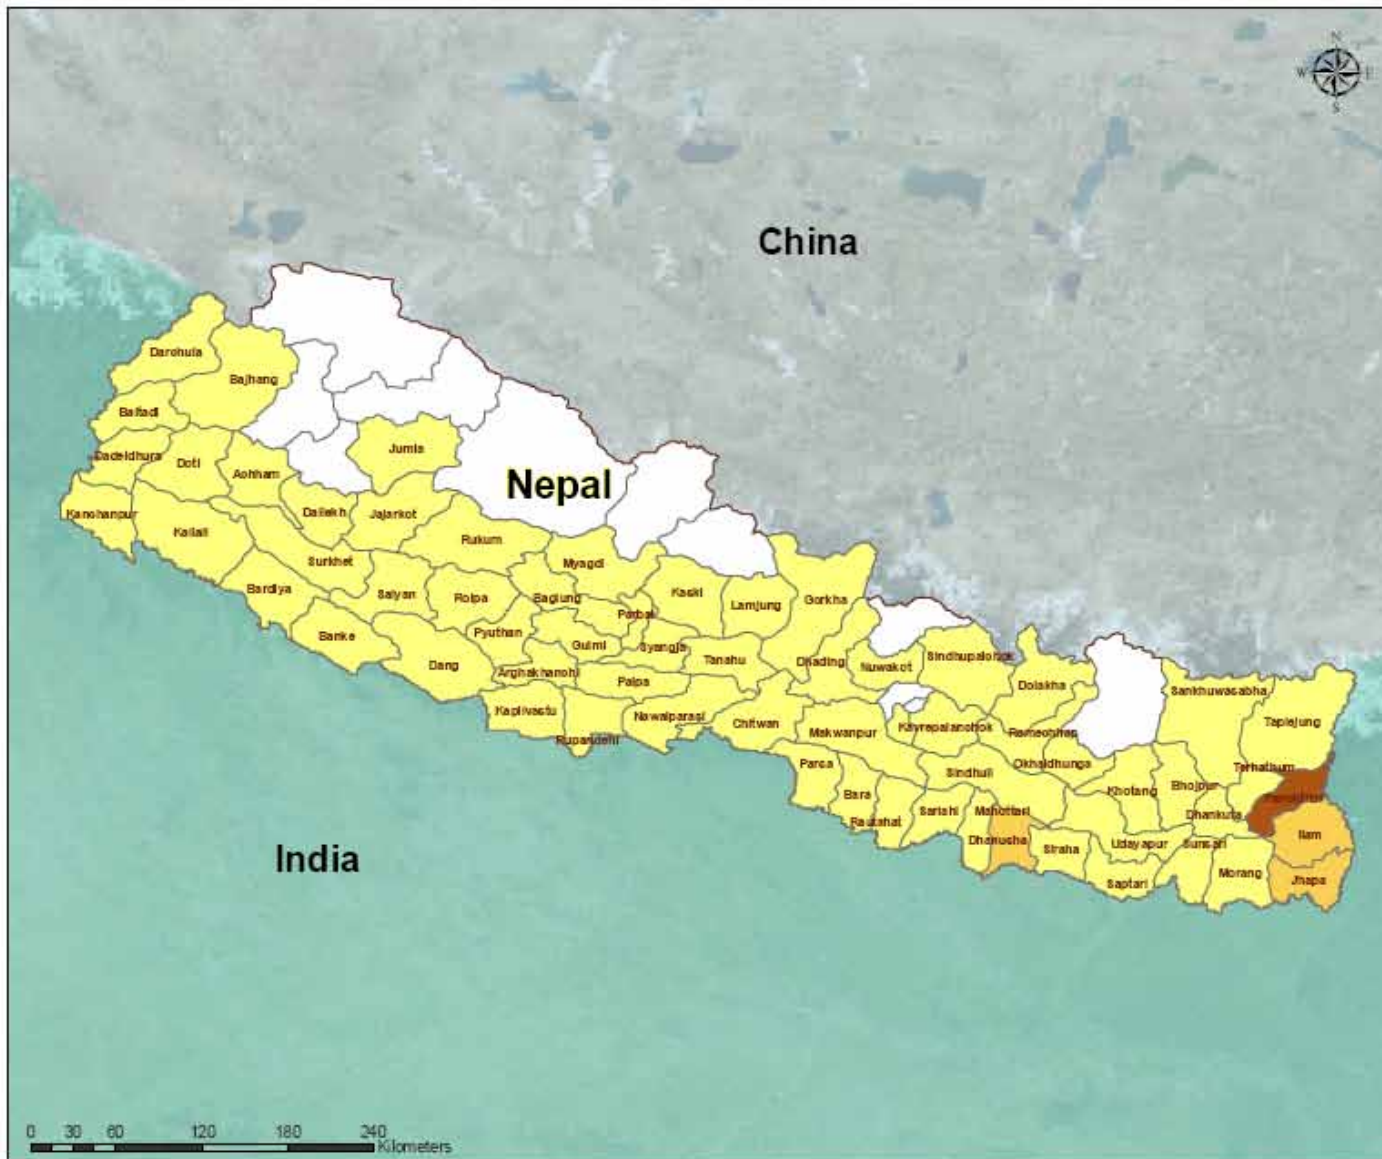 N
W E
S
China
Darchula
Bajhang
Baitadi
Jumla
Dadeldhura
Doti
Achham
Nepal
Kanchanpur
Kailali
Dailekh
Jajarkot
Rukum
Surkhet
Myagdi
Bardiya
Salyan
Rolpa
Baglung
Kaski
Lamjung
Gorkha
Parbat
Banke
Pyuthan
Gulmi
Syangja
Tanahu
Dhading
Nuwakot
Sindhupalchok
Dang
Arghakhanchi
Palpa
Dolakha
Sankhuwasabha
Kapilvastu
Nawalparasi
Chitwan
Makwanpur
Kavrepalanchok
Ramechhap
Taplejung
Rupandehi
Parsa
Sindhuli
Okhaldhunga
Terhathum
Bara
Khotang
Bhojpur
Rautahat
Sarlahi
Mahottari
Dhankuta
Dhanusha
Siraha
Udayapur
Sunsari
Ilam
Saptari
Morang
Jhapa
India
0 30 60 120 180 240
Kilometers